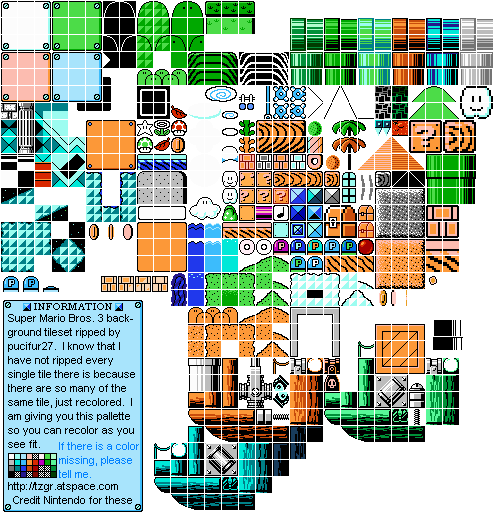 INFORMATION
Super Mario Bros. 3 back-
ground tileset ripped by
pucifur27. I know that I
have not ripped every
single tile there is because
there are so many of the
same tile, just recolored. I
am giving you this pallette
so you can recolor as you
see fit.
If there is a color
missing, please
tell me.
http://tzgr.atspace.com
Credit Nintendo for these